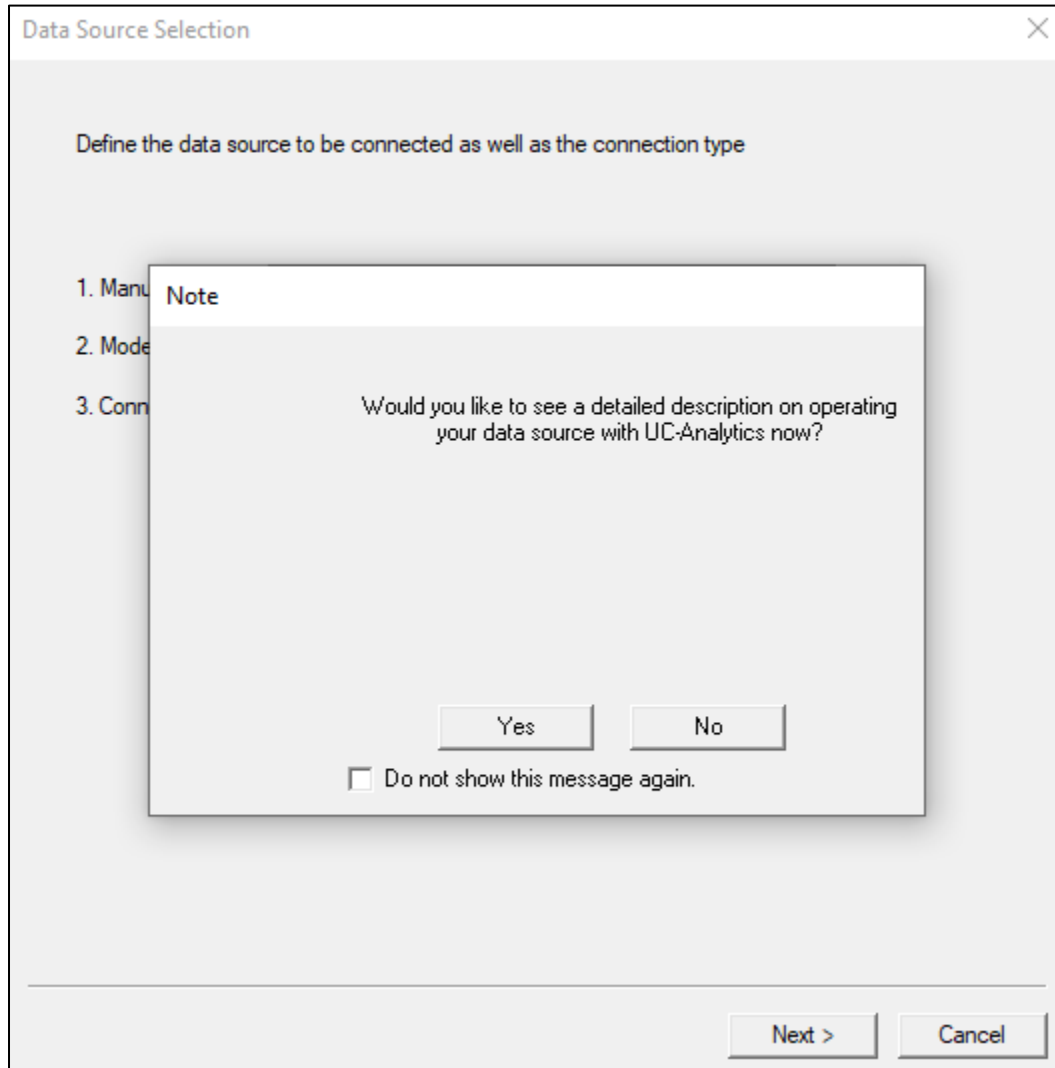 Data Source Selection
Define the data source to be connected as well as the connection type
1. Manu
2. Mode
3. Conn
Note
Would you like to see a detailed description on operating
your data source with UC-Analytics now?
Yes
No
Do not show this message again.
Next >
Cancel